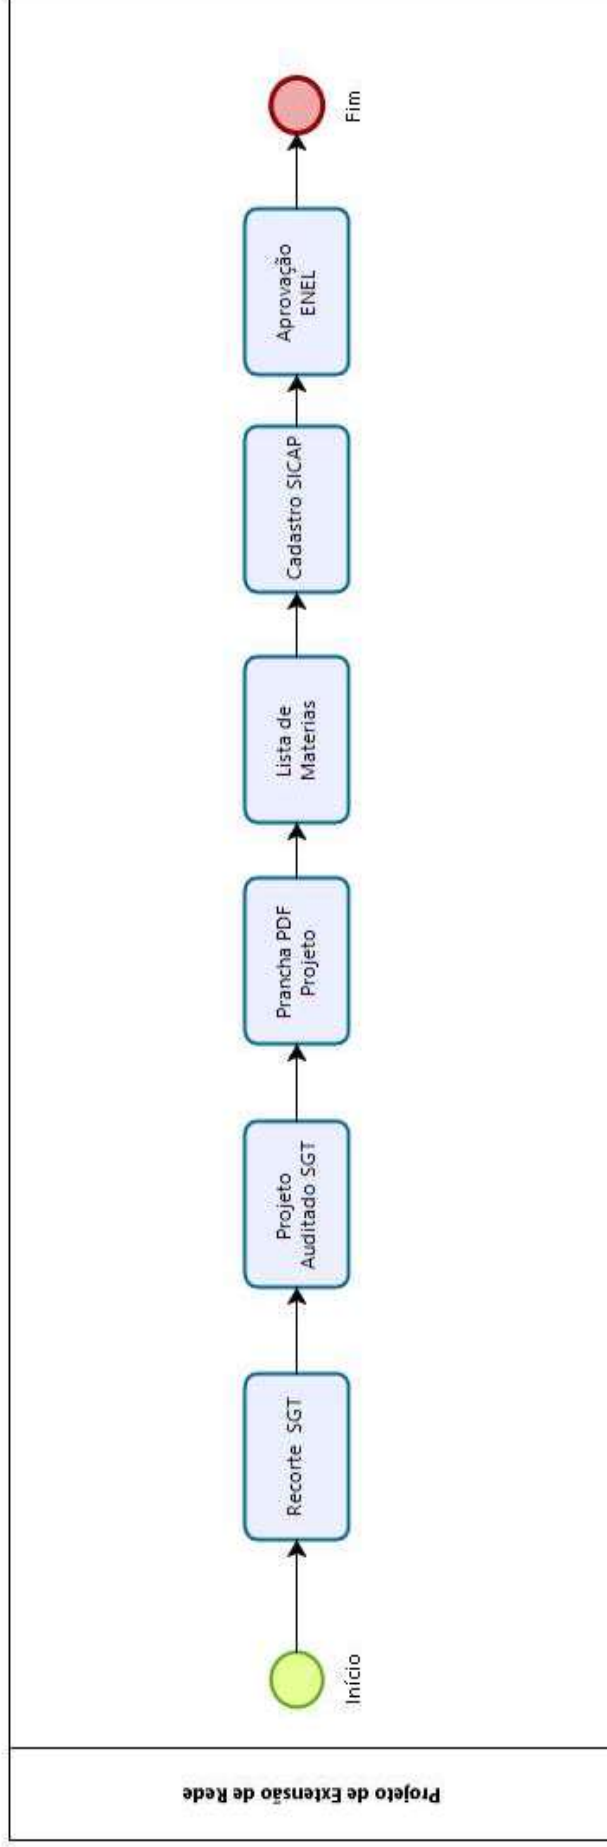 Projeto de Extensão de Rede
Início
Recorte SGT
Projeto
Auditado SGT
Prancha PDF
Projeto
Lista de
Materias
Cadastro SICAP
Aprovação
ENEL
Fim